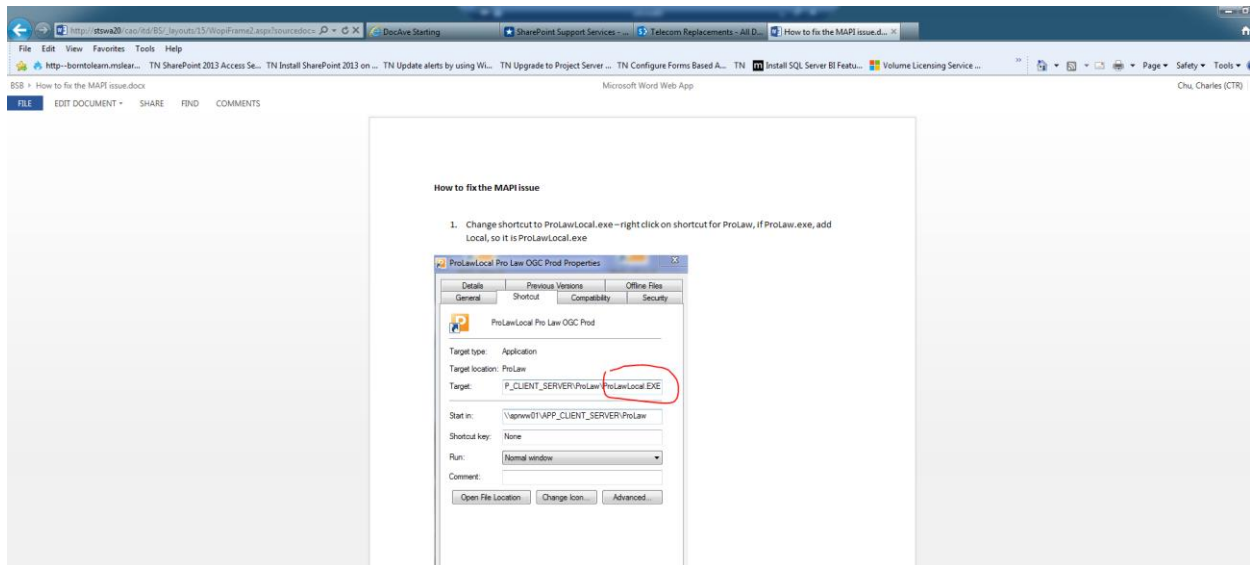 http://stswa20/cao/itd/BS/_layouts/15/WopiFrame2.aspx?sourcedoc=
DocAve Starting
SharePoint Support Services - ...
Telecom Replacements - All D...
How to fix the MAPI issue.d...
File Edit View Favorites Tools Help
http--borntolearn.mslear... TN SharePoint 2013 Access Se... TN Install SharePoint 2013 on ... TN Update alerts by using Wi... TN Upgrade to Project Server ... TN Configure Forms Based A... TN Install SQL Server BI Featu... Volume Licensing Service ... Page Safety Tools
BSB How to fix the MAPI issue.docx Microsoft Word Web App Chu, Charles (CTR)
FILE EDIT DOCUMENT SHARE FIND COMMENTS
How to fix the MAPI issue
1. Change shortcut to ProLawLocal.exe – right click on shortcut for ProLaw, if ProLaw.exe, add
Local, so it is ProLawLocal.exe
ProLawLocal Pro Law OGC Prod Properties
Details Previous Versions Offline Files
General Shortcut Compatibility Security
ProLawLocal Pro Law OGC Prod
Target type: Application
Target location: ProLaw
Target: P_CLIENT_SERVER\ProLaw\ProLawLocal.EXE
Start in: \\apnww01\APP_CLIENT_SERVER\ProLaw
Shortcut key: None
Run: Normal window
Comment:
Open File Location Change Icon... Advanced...